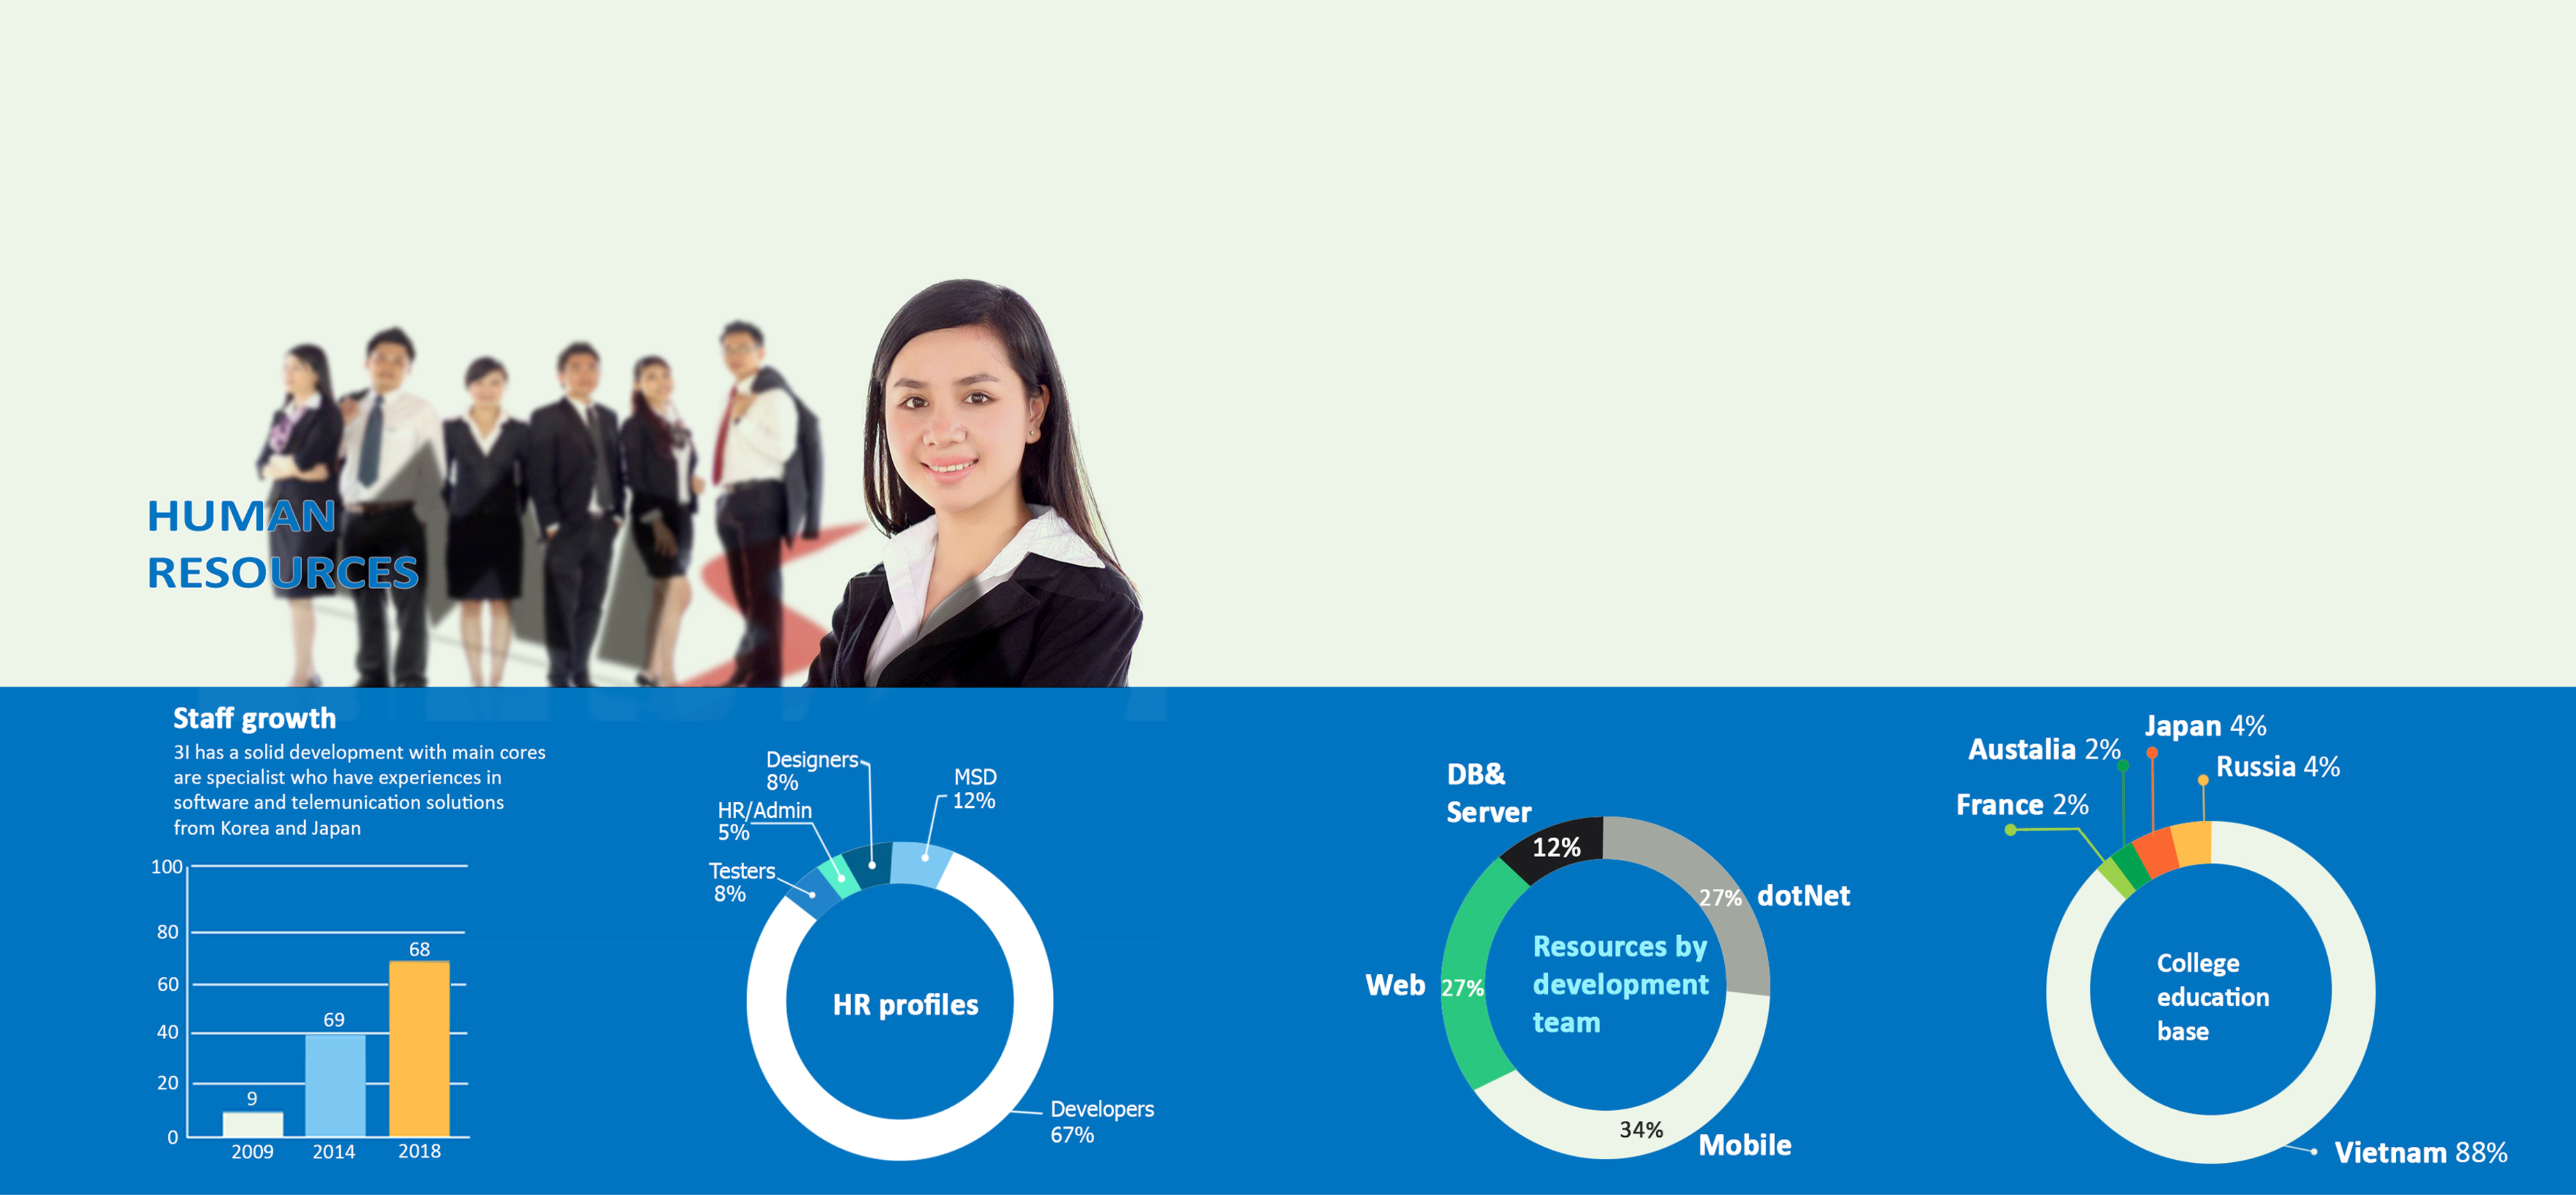 HUMAN
RESOURCES
Staff growth
3I has a solid development with main cores
are specialist who have experiences in
software and telemunication solutions
from Korea and Japan
100
80
60
40
20
0
9
69
68
2009
2014
2018
Designers
8%
MSD
12%
HR/Admin
5%
Testers
8%
HR profiles
Developers
67%
DB&
Server
12%
27% dotNet
Web 27%
Resources by
development
team
34%
Mobile
Japan 4%
Austalia 2%
Russia 4%
France 2%
College
education
base
Vietnam 88%